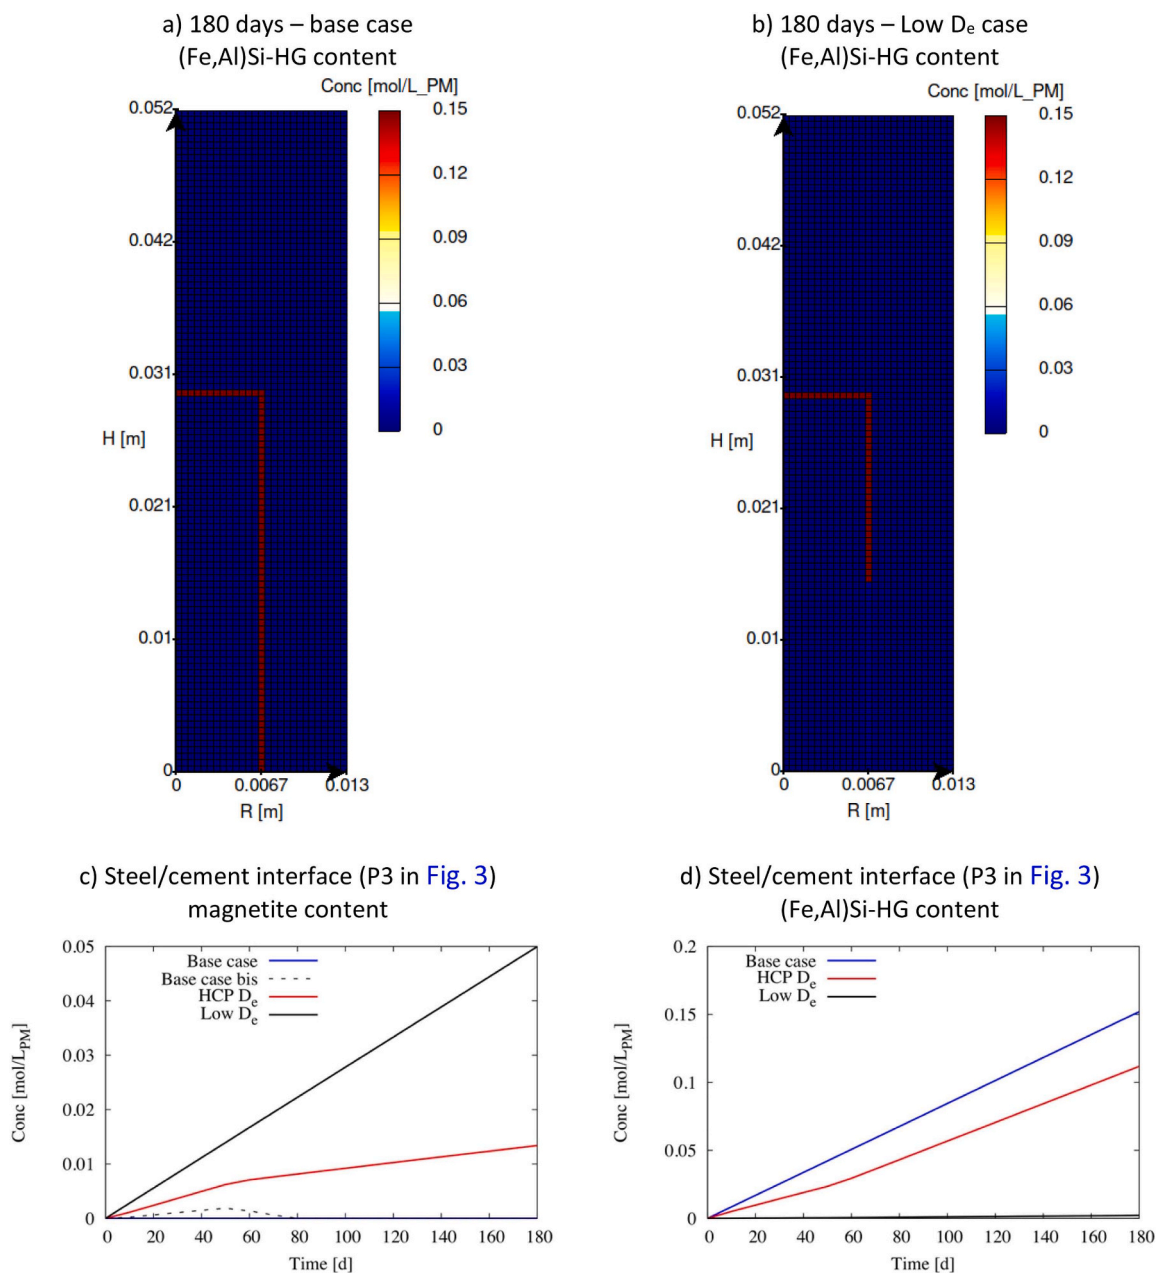 a) 180 days – base case
(Fe,Al)Si-HG content
Conc [mol/L_PM]
0.052
0.15
0.12
0.042
0.09
0.06
0.031
0.03
0
H [m]
0.021
0.01
0
0
0.0067
0.013
R [m]
b) 180 days – Low Dₑ case
(Fe,Al)Si-HG content
Conc [mol/L_PM]
0.052
0.15
0.12
0.042
0.09
0.06
0.031
0.03
0
H [m]
0.021
0.01
0
0
0.0067
0.013
R [m]
c) Steel/cement interface (P3 in Fig. 3)
magnetite content
0.05
0.04
0.03
0.02
0.01
0
Conc [mol/L_PM]
Base case
Base case bis
HCP D_e
Low D_e
0 20 40 60 80 100 120 140 160 180
Time [d]
d) Steel/cement interface (P3 in Fig. 3)
(Fe,Al)Si-HG content
0.2
0.15
0.1
0.05
0
Conc [mol/L_PM]
Base case
HCP D_e
Low D_e
0 20 40 60 80 100 120 140 160 180
Time [d]